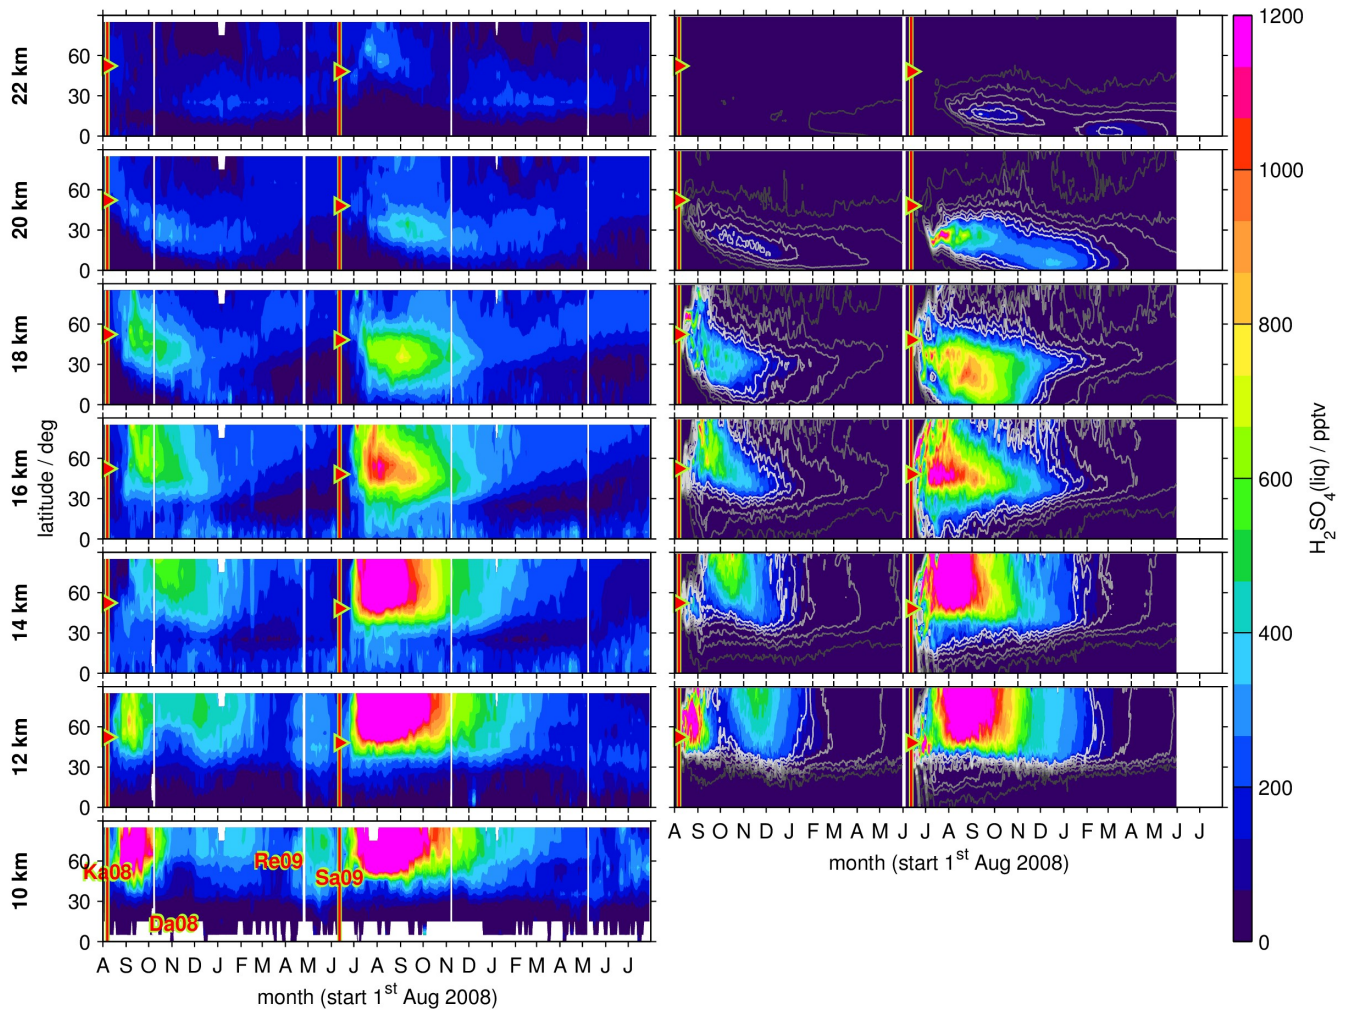 22 km
60
30
0
20 km
60
30
0
18 km
60
30
0
16 km
60
30
0
14 km
60
30
0
12 km
60
30
0
10 km
60
30
0
latitude / deg
Ka08
Da08
Re09
Sa09
A S O N D J F M A M J J A S O N D J F M A M J J
month (start 1st Aug 2008)
A S O N D J F M A M J J A S O N D J F M A M J J
month (start 1st Aug 2008)
1200
1000
800
600
400
200
0
H2SO4(liq) / pptv